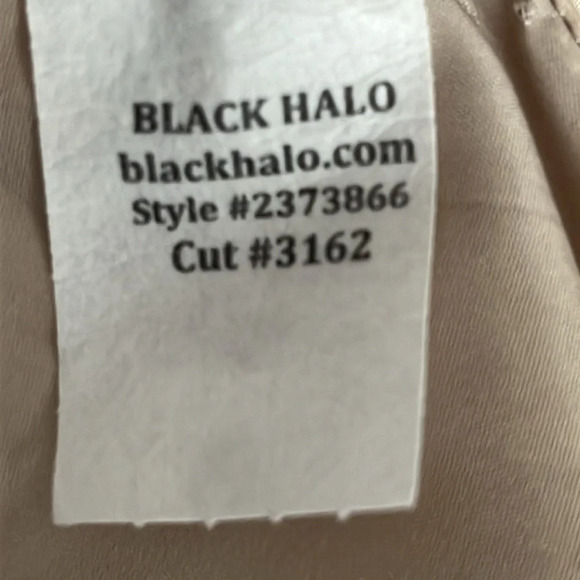 BLACK HALO
blackhalo.com
Style #2373866
Cut #3162